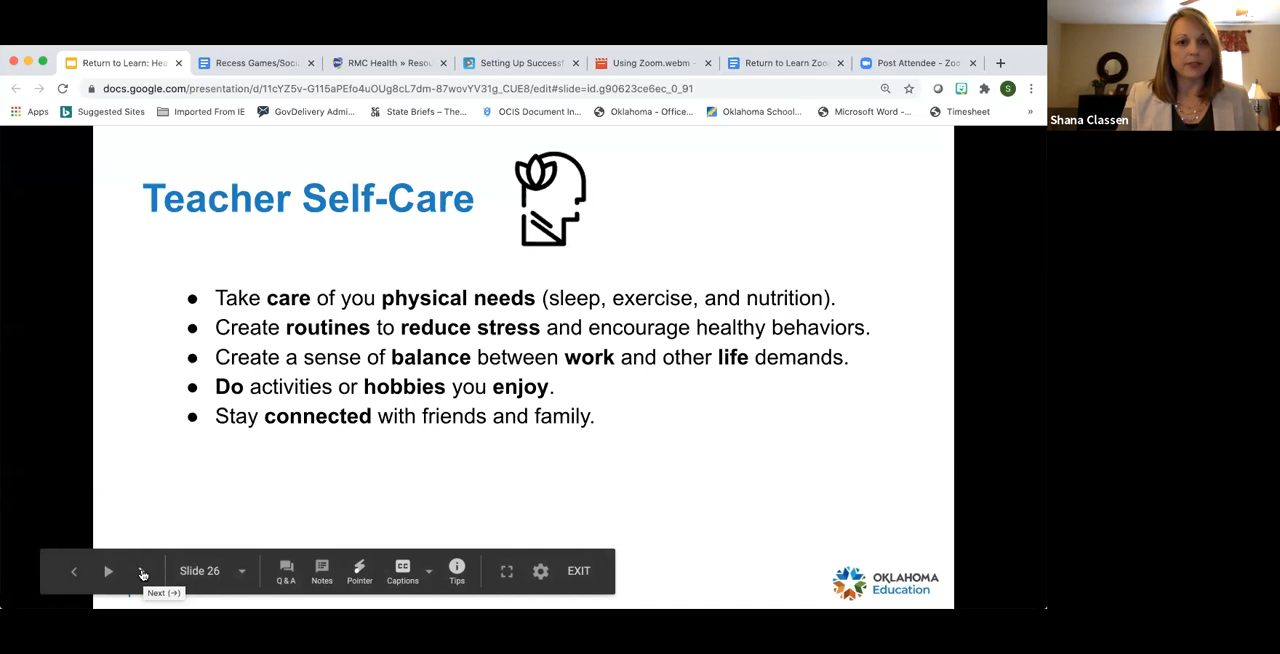 Return to Learn: Hea
Recess Games/Socia
RMC Health » Resou
Setting Up Successf
Using Zoom.webm -
Return to Learn Zoo
Post Attendee - Zoo
docs.google.com/presentation/d/11cYZ5v-G115aPEfo4uOUg8cL7dm-87wovYV31g_CUE8/edit#slide=id.g90623ce6ec_0_91
S
Apps
Suggested Sites
Imported From IE
GovDelivery Admi...
State Briefs – The...
OCIS Document In...
Oklahoma - Office...
Oklahoma School...
Microsoft Word -...
Timesheet
»
Shana Classen
Teacher Self-Care
● Take care of you physical needs (sleep, exercise, and nutrition).
● Create routines to reduce stress and encourage healthy behaviors.
● Create a sense of balance between work and other life demands.
● Do activities or hobbies you enjoy.
● Stay connected with friends and family.
Slide 26
Q & A
Notes
Pointer
CC
Captions
Tips
EXIT
Next (→)
OKLAHOMA
Education